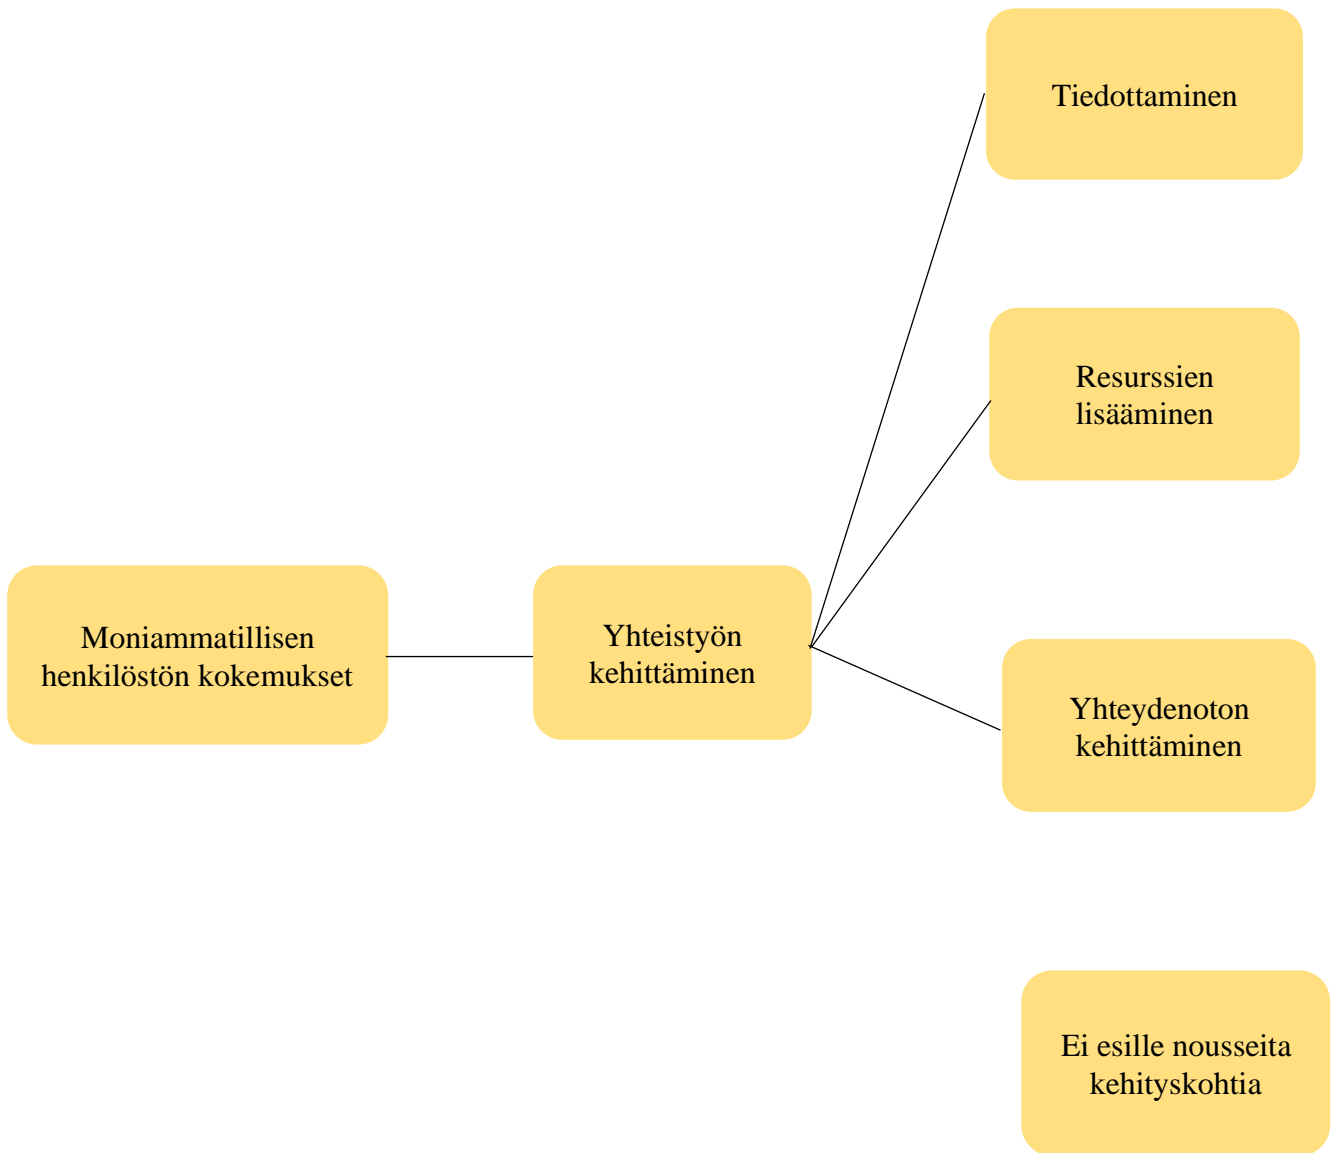 Tiedottaminen
Resurssien
lisääminen
Moniammatillisen
henkilöstön kokemukset
Yhteistyön
kehittäminen
Yhteydenoton
kehittäminen
Ei esille nousseita
kehityskohtia